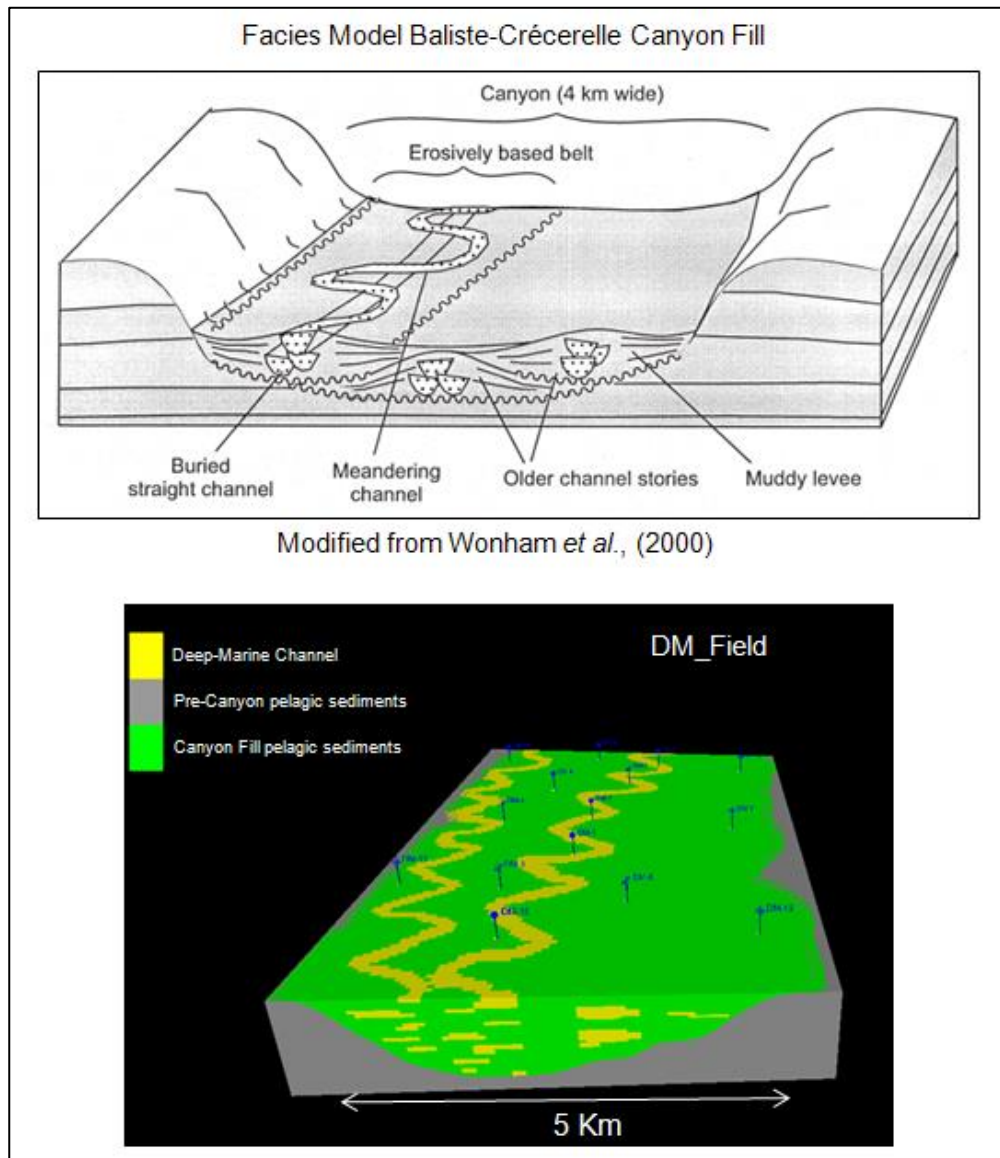 Facies Model Baliste-Crécerelle Canyon Fill
Canyon (4 km wide)
Erosively based belt
Buried
straight channel
Meandering
channel
Older channel stories
Muddy levee
Modified from Wonham et al., (2000)
DM_Field
Deep-Marine Channel
Pre-Canyon pelagic sediments
Canyon Fill pelagic sediments
5 Km